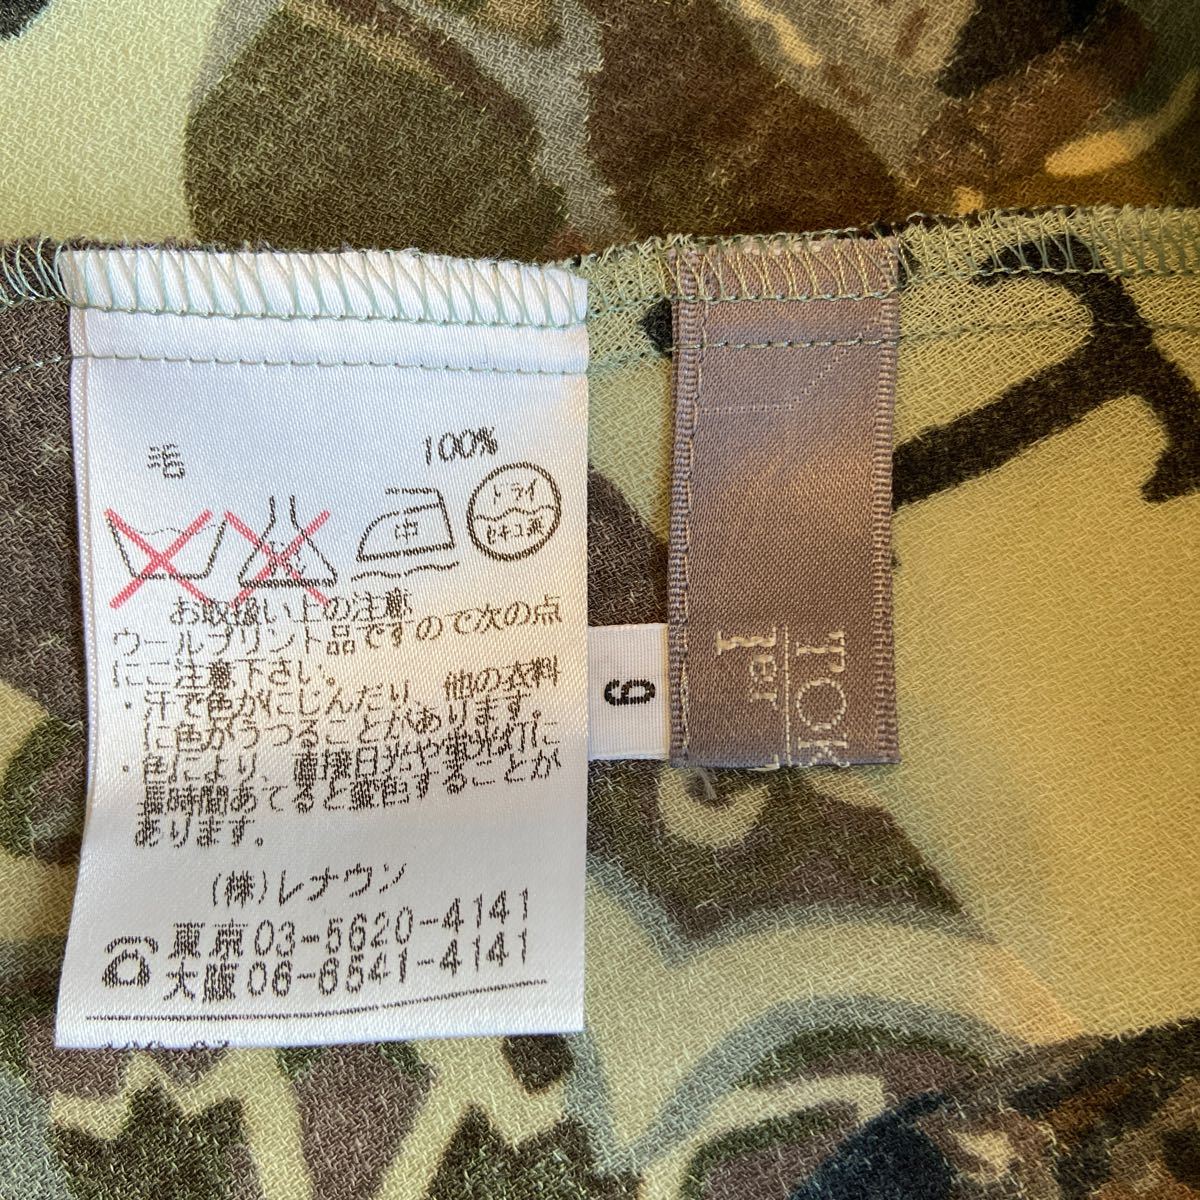 毛 100%
中
ドライ
セキユ系
お取扱い上の注意
ウールプリント品ですので次の点
にご注意下さい。
・汗で色がにじんだり、他の衣料
に色がうつることがあります。
・色により、直接日光や蛍光灯に
長時間あてると変色することが
あります。
(株)レナウン
東京03-5620-4141
大阪06-6541-4141
9